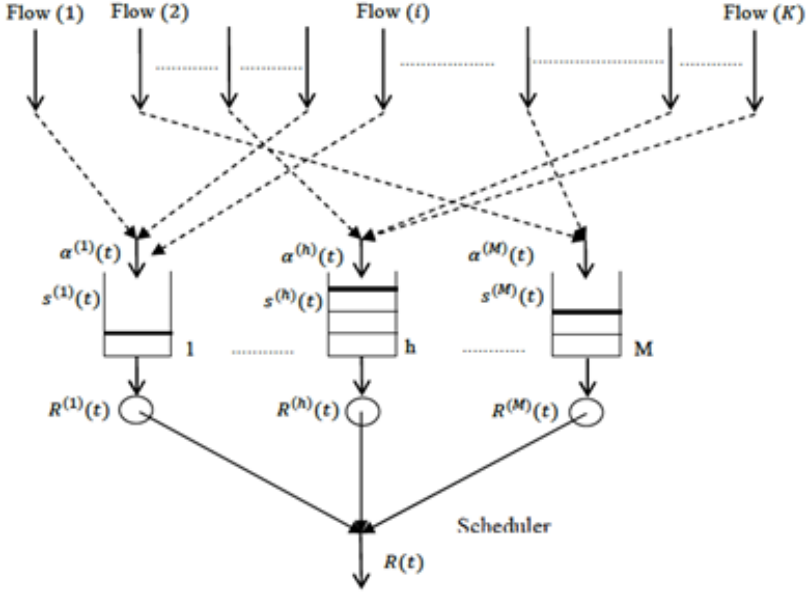 Flow (1) Flow (2) Flow (i) Flow (K)
α^(1)(t) α^(h)(t) α^(M)(t)
s^(1)(t) s^(h)(t) s^(M)(t)
1 h M
R^(1)(t) R^(h)(t) R^(M)(t)
Scheduler
R(t)